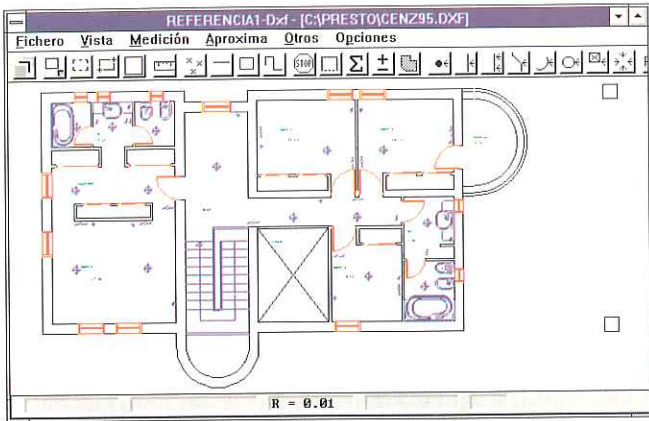 REFERENCIA1-Dxf - [C:\PRESTO\CENZ95.DXF]
Fichero Vista Medición Aproxima Otros Opciones
STOP
R = 0.01